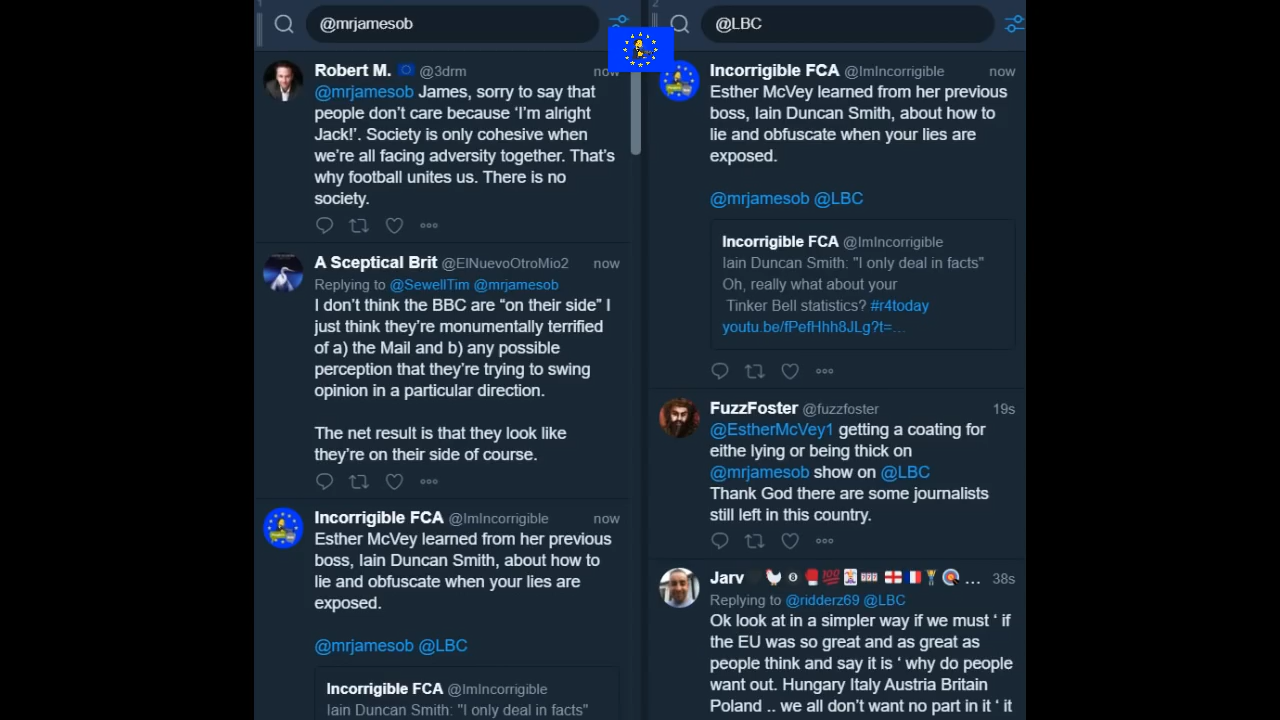 1
@mrjamesob
Robert M. @3drm now
@mrjamesob James, sorry to say that
people don't care because ‘I'm alright
Jack!’. Society is only cohesive when
we're all facing adversity together. That's
why football unites us. There is no
society.
A Sceptical Brit @ElNuevoOtroMio2 now
Replying to @SewellTim @mrjamesob
I don't think the BBC are “on their side” I
just think they're monumentally terrified
of a) the Mail and b) any possible
perception that they're trying to swing
opinion in a particular direction.
The net result is that they look like
they're on their side of course.
Incorrigible FCA @ImIncorrigible now
Esther McVey learned from her previous
boss, Iain Duncan Smith, about how to
lie and obfuscate when your lies are
exposed.
@mrjamesob @LBC
Incorrigible FCA @ImIncorrigible
Iain Duncan Smith: "I only deal in facts"
2
@LBC
Incorrigible FCA @ImIncorrigible now
Esther McVey learned from her previous
boss, Iain Duncan Smith, about how to
lie and obfuscate when your lies are
exposed.
@mrjamesob @LBC
Incorrigible FCA @ImIncorrigible
Iain Duncan Smith: "I only deal in facts"
Oh, really what about your
Tinker Bell statistics? #r4today
youtu.be/fPefHhh8JLg?t=...
FuzzFoster @fuzzfoster 19s
@EstherMcVey1 getting a coating for
eithe lying or being thick on
@mrjamesob show on @LBC
Thank God there are some journalists
still left in this country.
Jarv 🐓 🎱 🥊 💯 🃏 🎰 🏴󠁧󠁢󠁥󠁮󠁧󠁿 🇫🇷 🏆 🎯 ... 38s
Replying to @ridderz69 @LBC
Ok look at in a simpler way if we must ‘ if
the EU was so great and as great as
people think and say it is ‘ why do people
want out. Hungary Italy Austria Britain
Poland .. we all don't want no part in it ‘ it